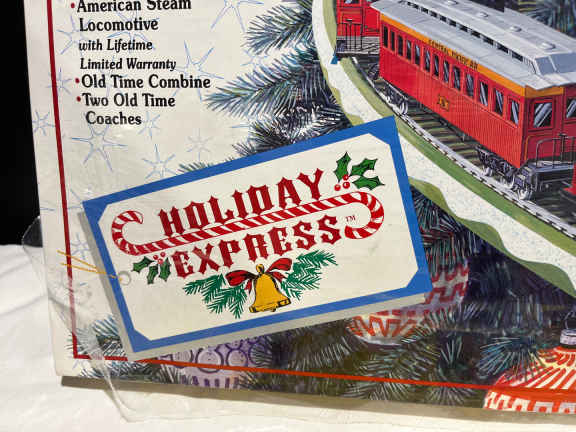 •American Steam
Locomotive
with Lifetime
Limited Warranty
•Old Time Combine
•Two Old Time
Coaches
HOLIDAY
EXPRESS™